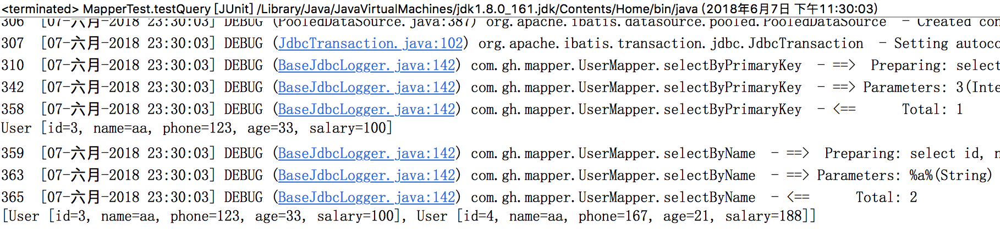 <terminated> MapperTest.testQuery [JUnit] /Library/Java/JavaVirtualMachines/jdk1.8.0_161.jdk/Contents/Home/bin/java (2018年6月7日 下午11:30:03)
306 [07-六月-2018 23:30:03] DEBUG (PooledDataSource.java:387) org.apache.ibatis.datasource.pooled.PooledDataSource - Created con
307 [07-六月-2018 23:30:03] DEBUG (JdbcTransaction.java:102) org.apache.ibatis.transaction.jdbc.JdbcTransaction - Setting autoco
310 [07-六月-2018 23:30:03] DEBUG (BaseJdbcLogger.java:142) com.gh.mapper.UserMapper.selectByPrimaryKey - ==> Preparing: select
342 [07-六月-2018 23:30:03] DEBUG (BaseJdbcLogger.java:142) com.gh.mapper.UserMapper.selectByPrimaryKey - ==> Parameters: 3(Inte
358 [07-六月-2018 23:30:03] DEBUG (BaseJdbcLogger.java:142) com.gh.mapper.UserMapper.selectByPrimaryKey - <== Total: 1
User [id=3, name=aa, phone=123, age=33, salary=100]
359 [07-六月-2018 23:30:03] DEBUG (BaseJdbcLogger.java:142) com.gh.mapper.UserMapper.selectByName - ==> Preparing: select id, n
363 [07-六月-2018 23:30:03] DEBUG (BaseJdbcLogger.java:142) com.gh.mapper.UserMapper.selectByName - ==> Parameters: %a%(String)
365 [07-六月-2018 23:30:03] DEBUG (BaseJdbcLogger.java:142) com.gh.mapper.UserMapper.selectByName - <== Total: 2
[User [id=3, name=aa, phone=123, age=33, salary=100], User [id=4, name=aa, phone=167, age=21, salary=188]]